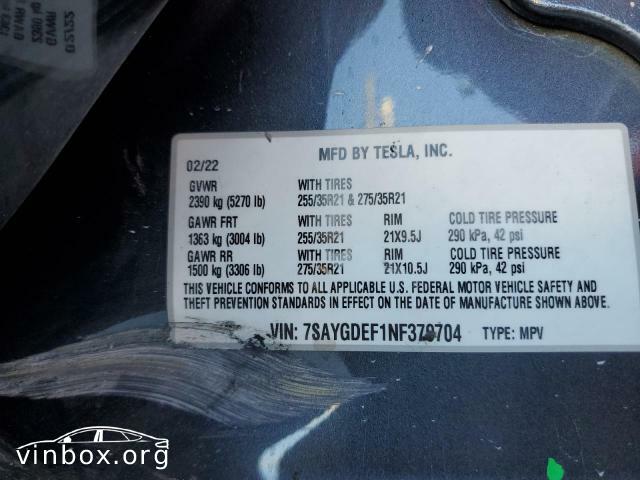 MFD BY TESLA, INC.
02/22
GVWR WITH TIRES
2390 kg (5270 lb) 255/35R21 & 275/35R21
GAWR FRT WITH TIRES RIM COLD TIRE PRESSURE
1363 kg (3004 lb) 255/35R21 21X9.5J 290 kPa, 42 psi
GAWR RR WITH TIRES RIM COLD TIRE PRESSURE
1500 kg (3306 lb) 275/35R21 21X10.5J 290 kPa, 42 psi
THIS VEHICLE CONFORMS TO ALL APPLICABLE U.S. FEDERAL MOTOR VEHICLE SAFETY AND
THEFT PREVENTION STANDARDS IN EFFECT ON THE DATE OF MANUFACTURE SHOWN ABOVE.
VIN: TYPE: MPV
vinbox.org